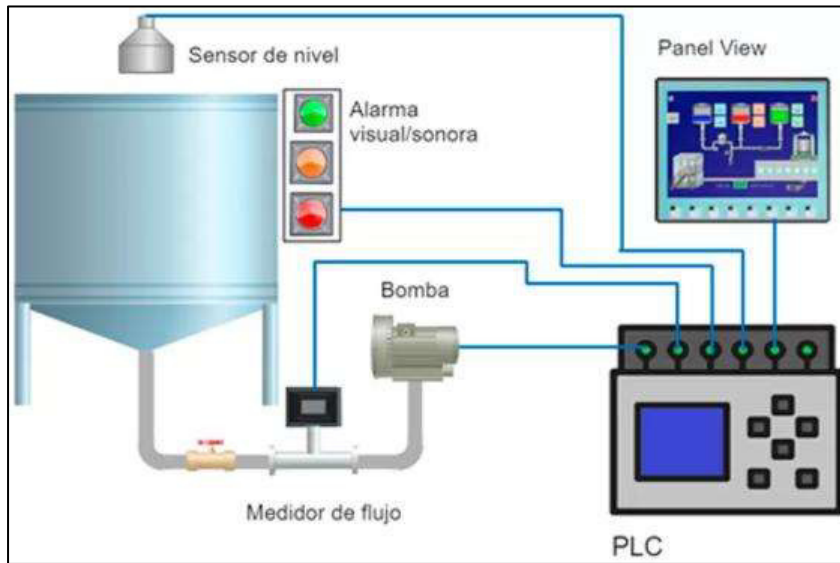 Sensor de nivel
Panel View
Alarma
visual/sonora
Bomba
Medidor de flujo
PLC